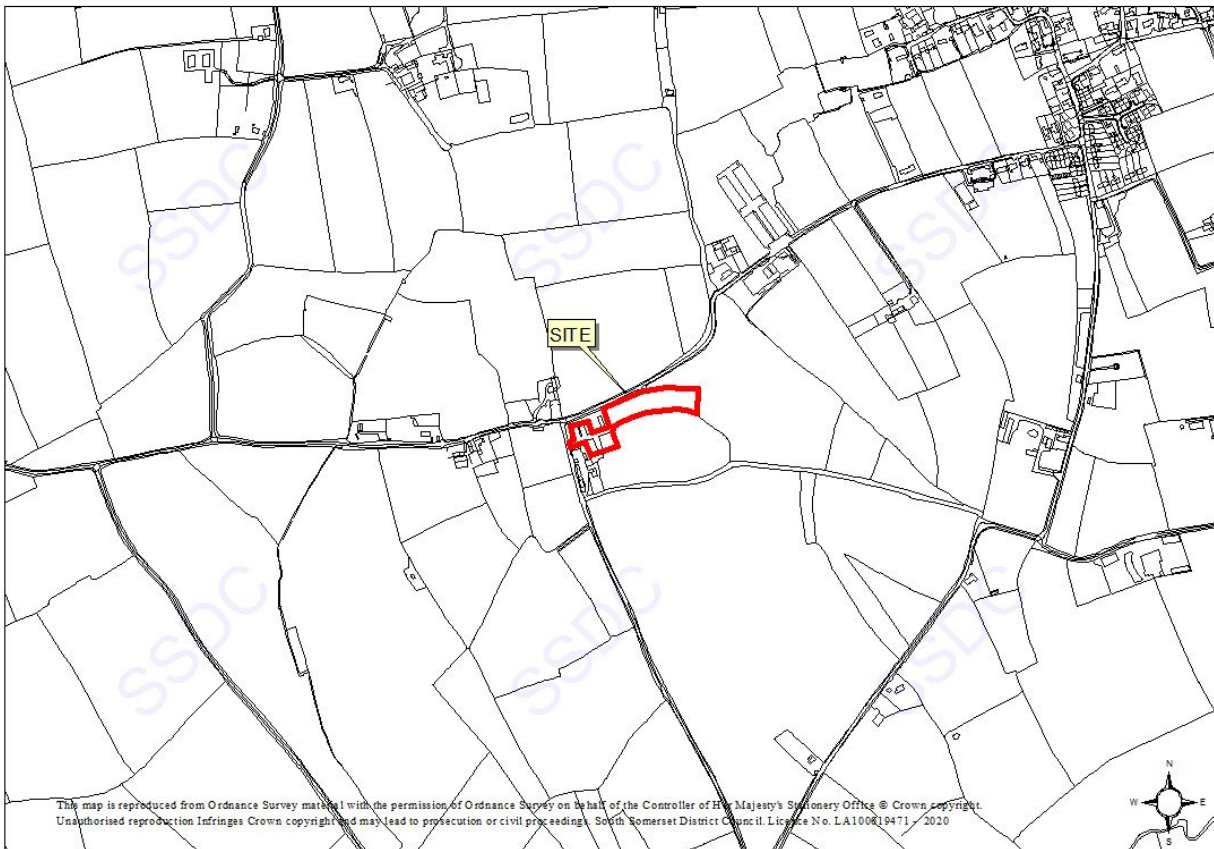 SSDC SSDC SSDC
SITE
SSDC SSDC SSDC
N
W E
S
This map is reproduced from Ordnance Survey material with the permission of Ordnance Survey on behalf of the Controller of Her Majesty's Stationery Office © Crown copyright.
Unauthorised reproduction Infringes Crown copyright and may lead to prosecution or civil proceedings. South Somerset District Council. Licence No. LA100019471 - 2020